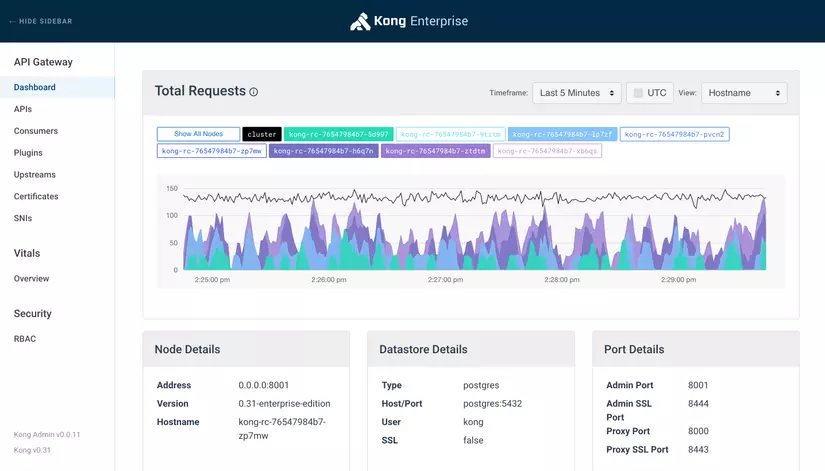 ← HIDE SIDEBAR
Kong Enterprise
API Gateway
Dashboard
APIs
Consumers
Plugins
Upstreams
Certificates
SNIs
Vitals
Overview
Security
RBAC
Kong Admin v0.0.11
Kong v0.31
Total Requests
Timeframe: Last 5 Minutes UTC View: Hostname
Show All Nodes cluster kong-rc-76547984b7-5d997 kong-rc-76547984b7-9tztm kong-rc-76547984b7-lp7zf kong-rc-76547984b7-pvcn2
kong-rc-76547984b7-zp7mw kong-rc-76547984b7-h6q7n kong-rc-76547984b7-ztdtm kong-rc-76547984b7-xb6qs
150
100
50
0
2:25:00 pm 2:26:00 pm 2:27:00 pm 2:28:00 pm 2:29:00 pm
Node Details
Address 0.0.0.0:8001
Version 0.31-enterprise-edition
Hostname kong-rc-76547984b7-
zp7mw
Datastore Details
Type postgres
Host/Port postgres:5432
User kong
SSL false
Port Details
Admin Port 8001
Admin SSL 8444
Port
Proxy Port 8000
Proxy SSL Port 8443